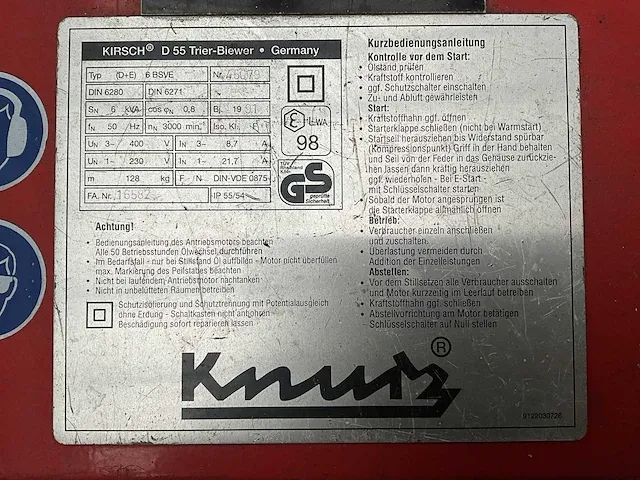 KIRSCH® D 55 Trier-Biewer • Germany
Typ (D+E) 6 BSVE Nr. 46079
DIN 6280 DIN 6271
SN 6 kVA cos φN 0,8 Bj. 19 91
fN 50 Hz nN 3000 min. Iso. Kl. F
UN 3~ 400 V IN 3~ 8,7 A
UN 1~ 230 V IN 1~ 21,7 A
m 128 kg F. N. DIN-VDE 0875
FA. Nr. 16582 IP 55/54
LWA
98
TÜV
GS
geprüfte
Sicherheit
Achtung!
• Bedienungsanleitung des Antriebsmotors beachten
Alle 50 Betriebsstunden Ölwechsel durchführen
• Im Bedarfsfall - nur bei Stillstand Öl auffüllen - Motor nicht überfüllen
max. Markierung des Peilstabes beachten
• Nicht bei laufendem Antriebsmotor nachtanken
• Nicht in unbelüfteten Räumen betreiben
Schutzisolierung und Schutztrennung mit Potentialausgleich
ohne Erdung - Schaltkasten nicht anbohren
Beschädigung sofort reparieren lassen
Kurzbedienungsanleitung
Kontrolle vor dem Start:
• Ölstand prüfen
• Kraftstoff kontrollieren
• ggf. Schutzschalter einschalten
• Zu- und Abluft gewährleisten
Start:
• Kraftstoffhahn ggf. öffnen
• Starterklappe schließen (nicht bei Warmstart)
• Startseil herausziehen bis Widerstand spürbar
(Kompressionspunkt) Griff in der Hand behalten
und Seil von der Feder in das Gehäuse zurückzie-
hen lassen dann kräftig herausziehen
ggf. wiederholen - Bei E-Start -
mit Schlüsselschalter starten
• Sobald der Motor angesprungen ist
die Starterklappe allmählich öffnen
Betrieb:
• Verbraucher einzeln anschließen
und zuschalten
• Überlastung vermeiden durch
Addition der Einzelleistungen
Abstellen:
• Vor dem Stillsetzen alle Verbraucher ausschalten
und Motor kurzzeitig im Leerlauf betreiben
• Kraftstoffhahn ggf. schließen
• Abstellvorrichtung am Motor betätigen
- Schlüsselschalter auf Null stellen
Knurz®
9122030726